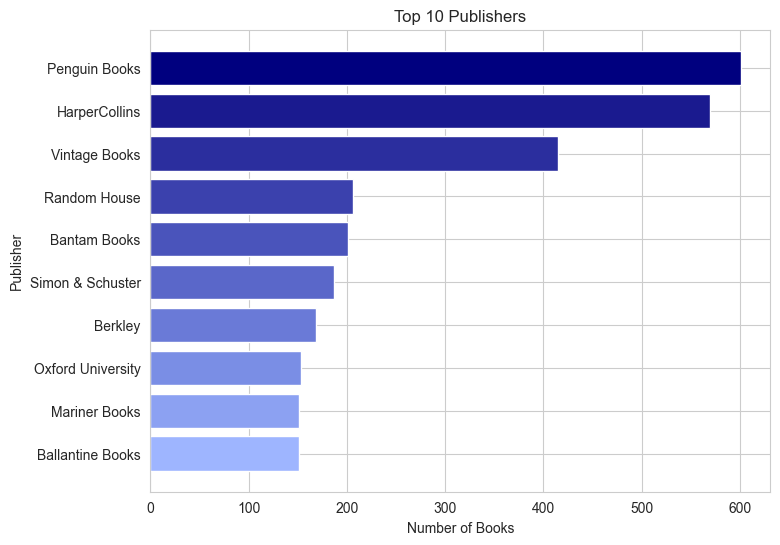 Top 10 Publishers
Publisher
Penguin Books
HarperCollins
Vintage Books
Random House
Bantam Books
Simon & Schuster
Berkley
Oxford University
Mariner Books
Ballantine Books
0 100 200 300 400 500 600
Number of Books